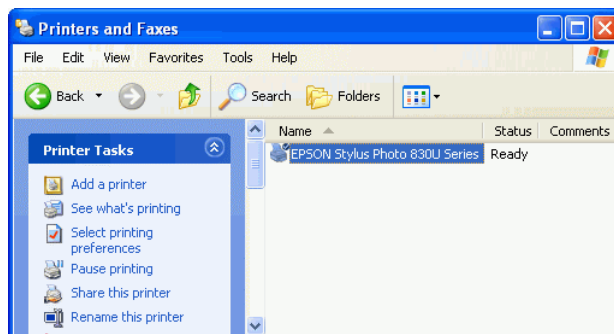 Printers and Faxes
File Edit View Favorites Tools Help
Back Search Folders
Printer Tasks
Add a printer
See what's printing
Select printing
preferences
Pause printing
Share this printer
Rename this printer
Name Status Comments
EPSON Stylus Photo 830U Series Ready